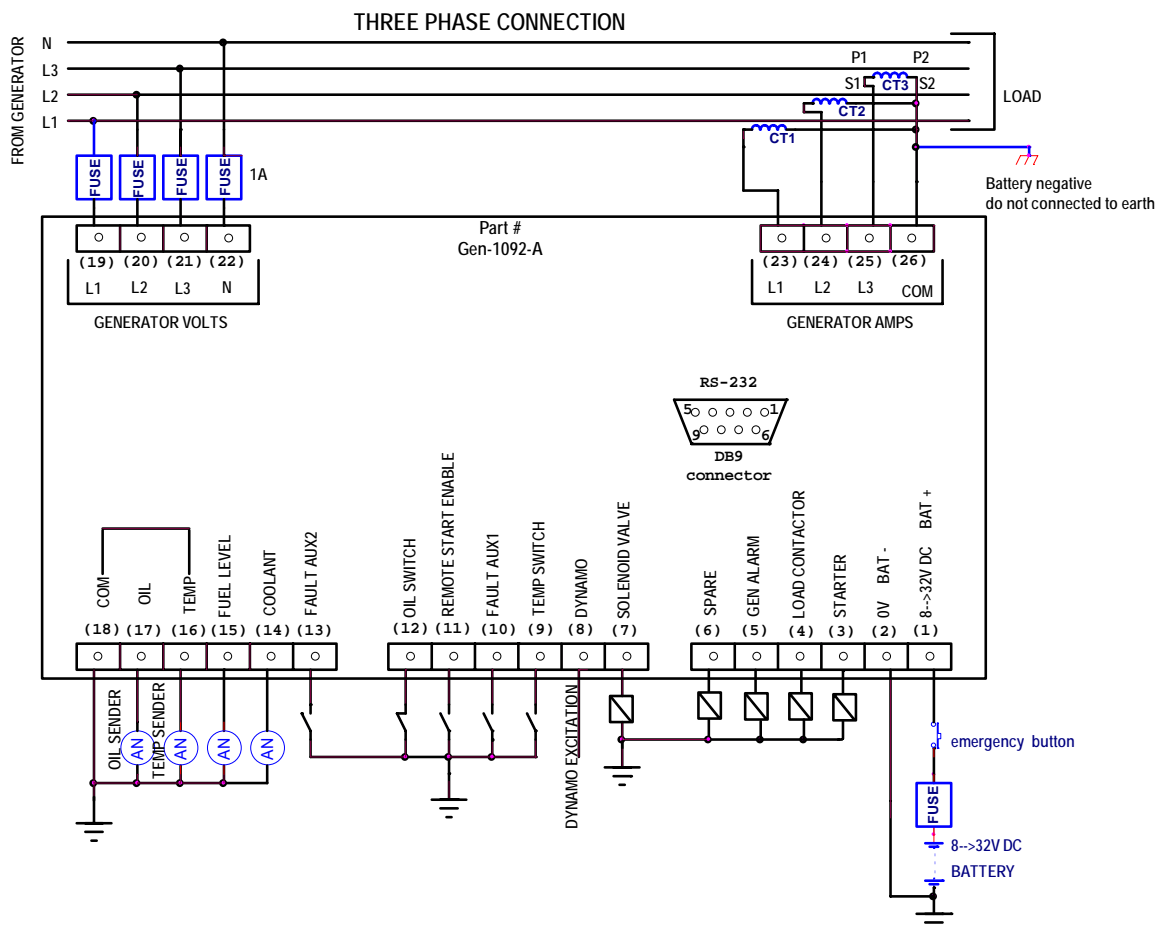 THREE PHASE CONNECTION
FROM GENERATOR
N
L3
L2
L1
P1 P2
S1 CT3 S2
CT2
CT1
LOAD
FUSE FUSE FUSE FUSE 1A
Battery negative
do not connected to earth
Part #
Gen-1092-A
(19) (20) (21) (22)
L1 L2 L3 N
GENERATOR VOLTS
(23) (24) (25) (26)
L1 L2 L3 COM
GENERATOR AMPS
RS-232
5 1
9 6
DB9
connector
COM
OIL
TEMP
FUEL LEVEL
COOLANT
FAULT AUX2
OIL SWITCH
REMOTE START ENABLE
FAULT AUX1
TEMP SWITCH
DYNAMO
SOLENOID VALVE
SPARE
GEN ALARM
LOAD CONTACTOR
STARTER
0V BAT -
8-->32V DC BAT +
(18) (17) (16) (15) (14) (13)
(12) (11) (10) (9) (8) (7)
(6) (5) (4) (3) (2) (1)
OIL SENDER
AN
TEMP SENDER
AN
AN
AN
DYNAMO EXCITATION
emergency button
FUSE
8-->32V DC
BATTERY